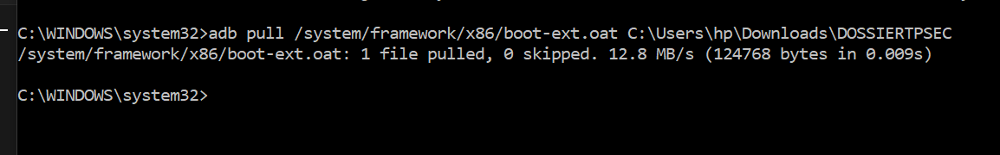 C:\WINDOWS\system32>adb pull /system/framework/x86/boot-ext.oat C:\Users\hp\Downloads\DOSSIERTPSEC
/system/framework/x86/boot-ext.oat: 1 file pulled, 0 skipped. 12.8 MB/s (124768 bytes in 0.009s)
C:\WINDOWS\system32>